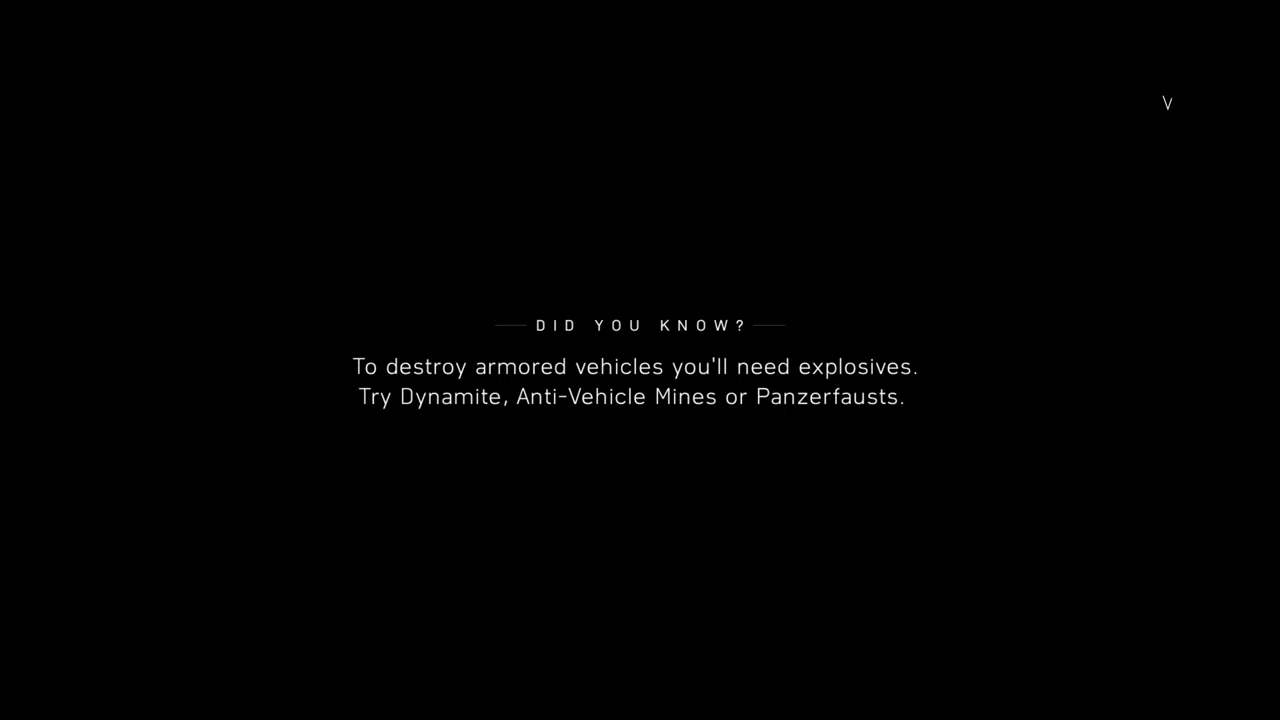 V
DID YOU KNOW?
To destroy armored vehicles you'll need explosives.
Try Dynamite, Anti-Vehicle Mines or Panzerfausts.